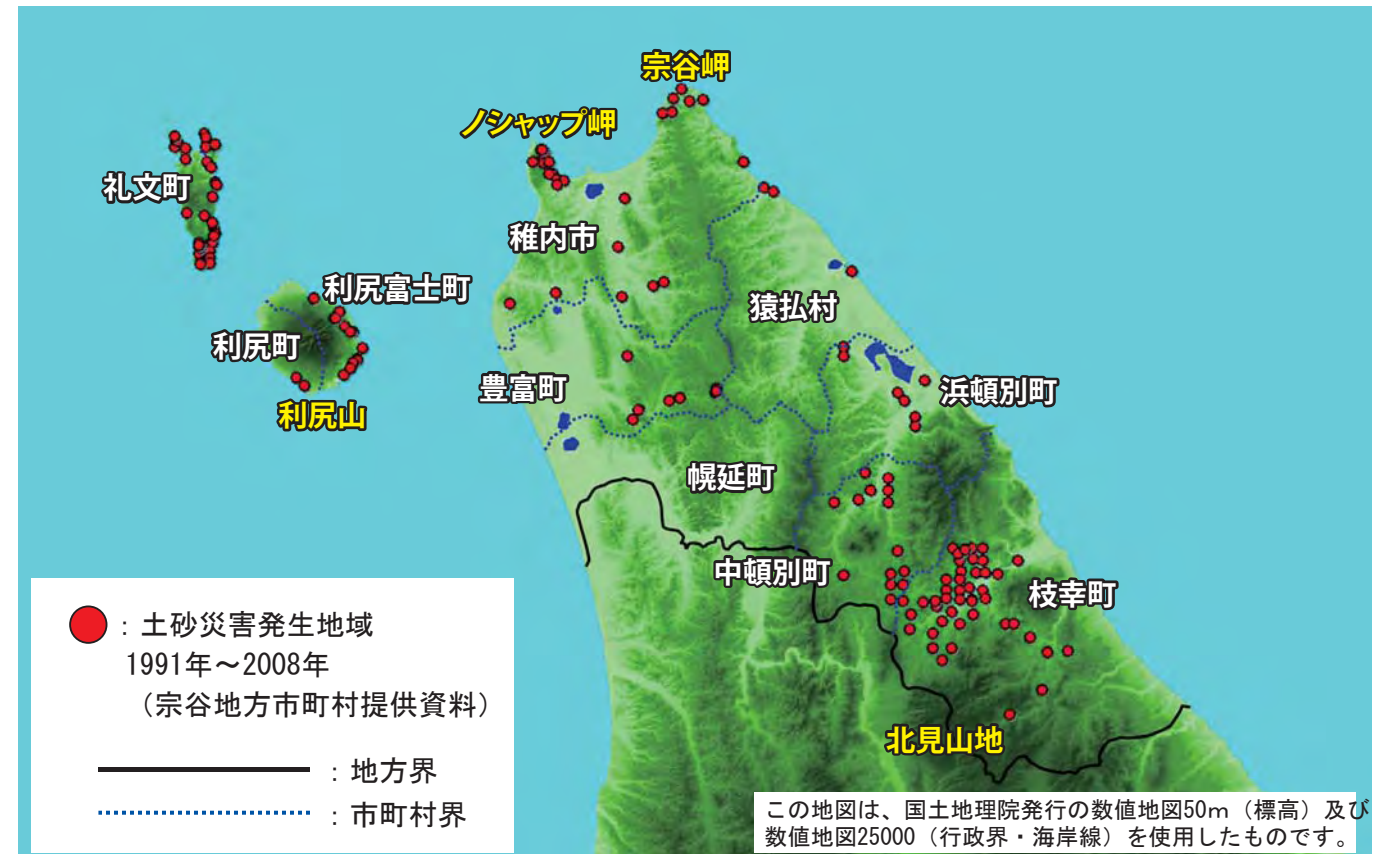 宗谷岬
ノシャップ岬
礼文町
稚内市
利尻富士町
猿払村
利尻町
豊富町
浜頓別町
利尻山
幌延町
中頓別町
枝幸町
北見山地
：土砂災害発生地域
1991年～2008年
（宗谷地方市町村提供資料）
：地方界
：市町村界
この地図は、国土地理院発行の数値地図50ｍ（標高）及び
数値地図25000（行政界・海岸線）を使用したものです。